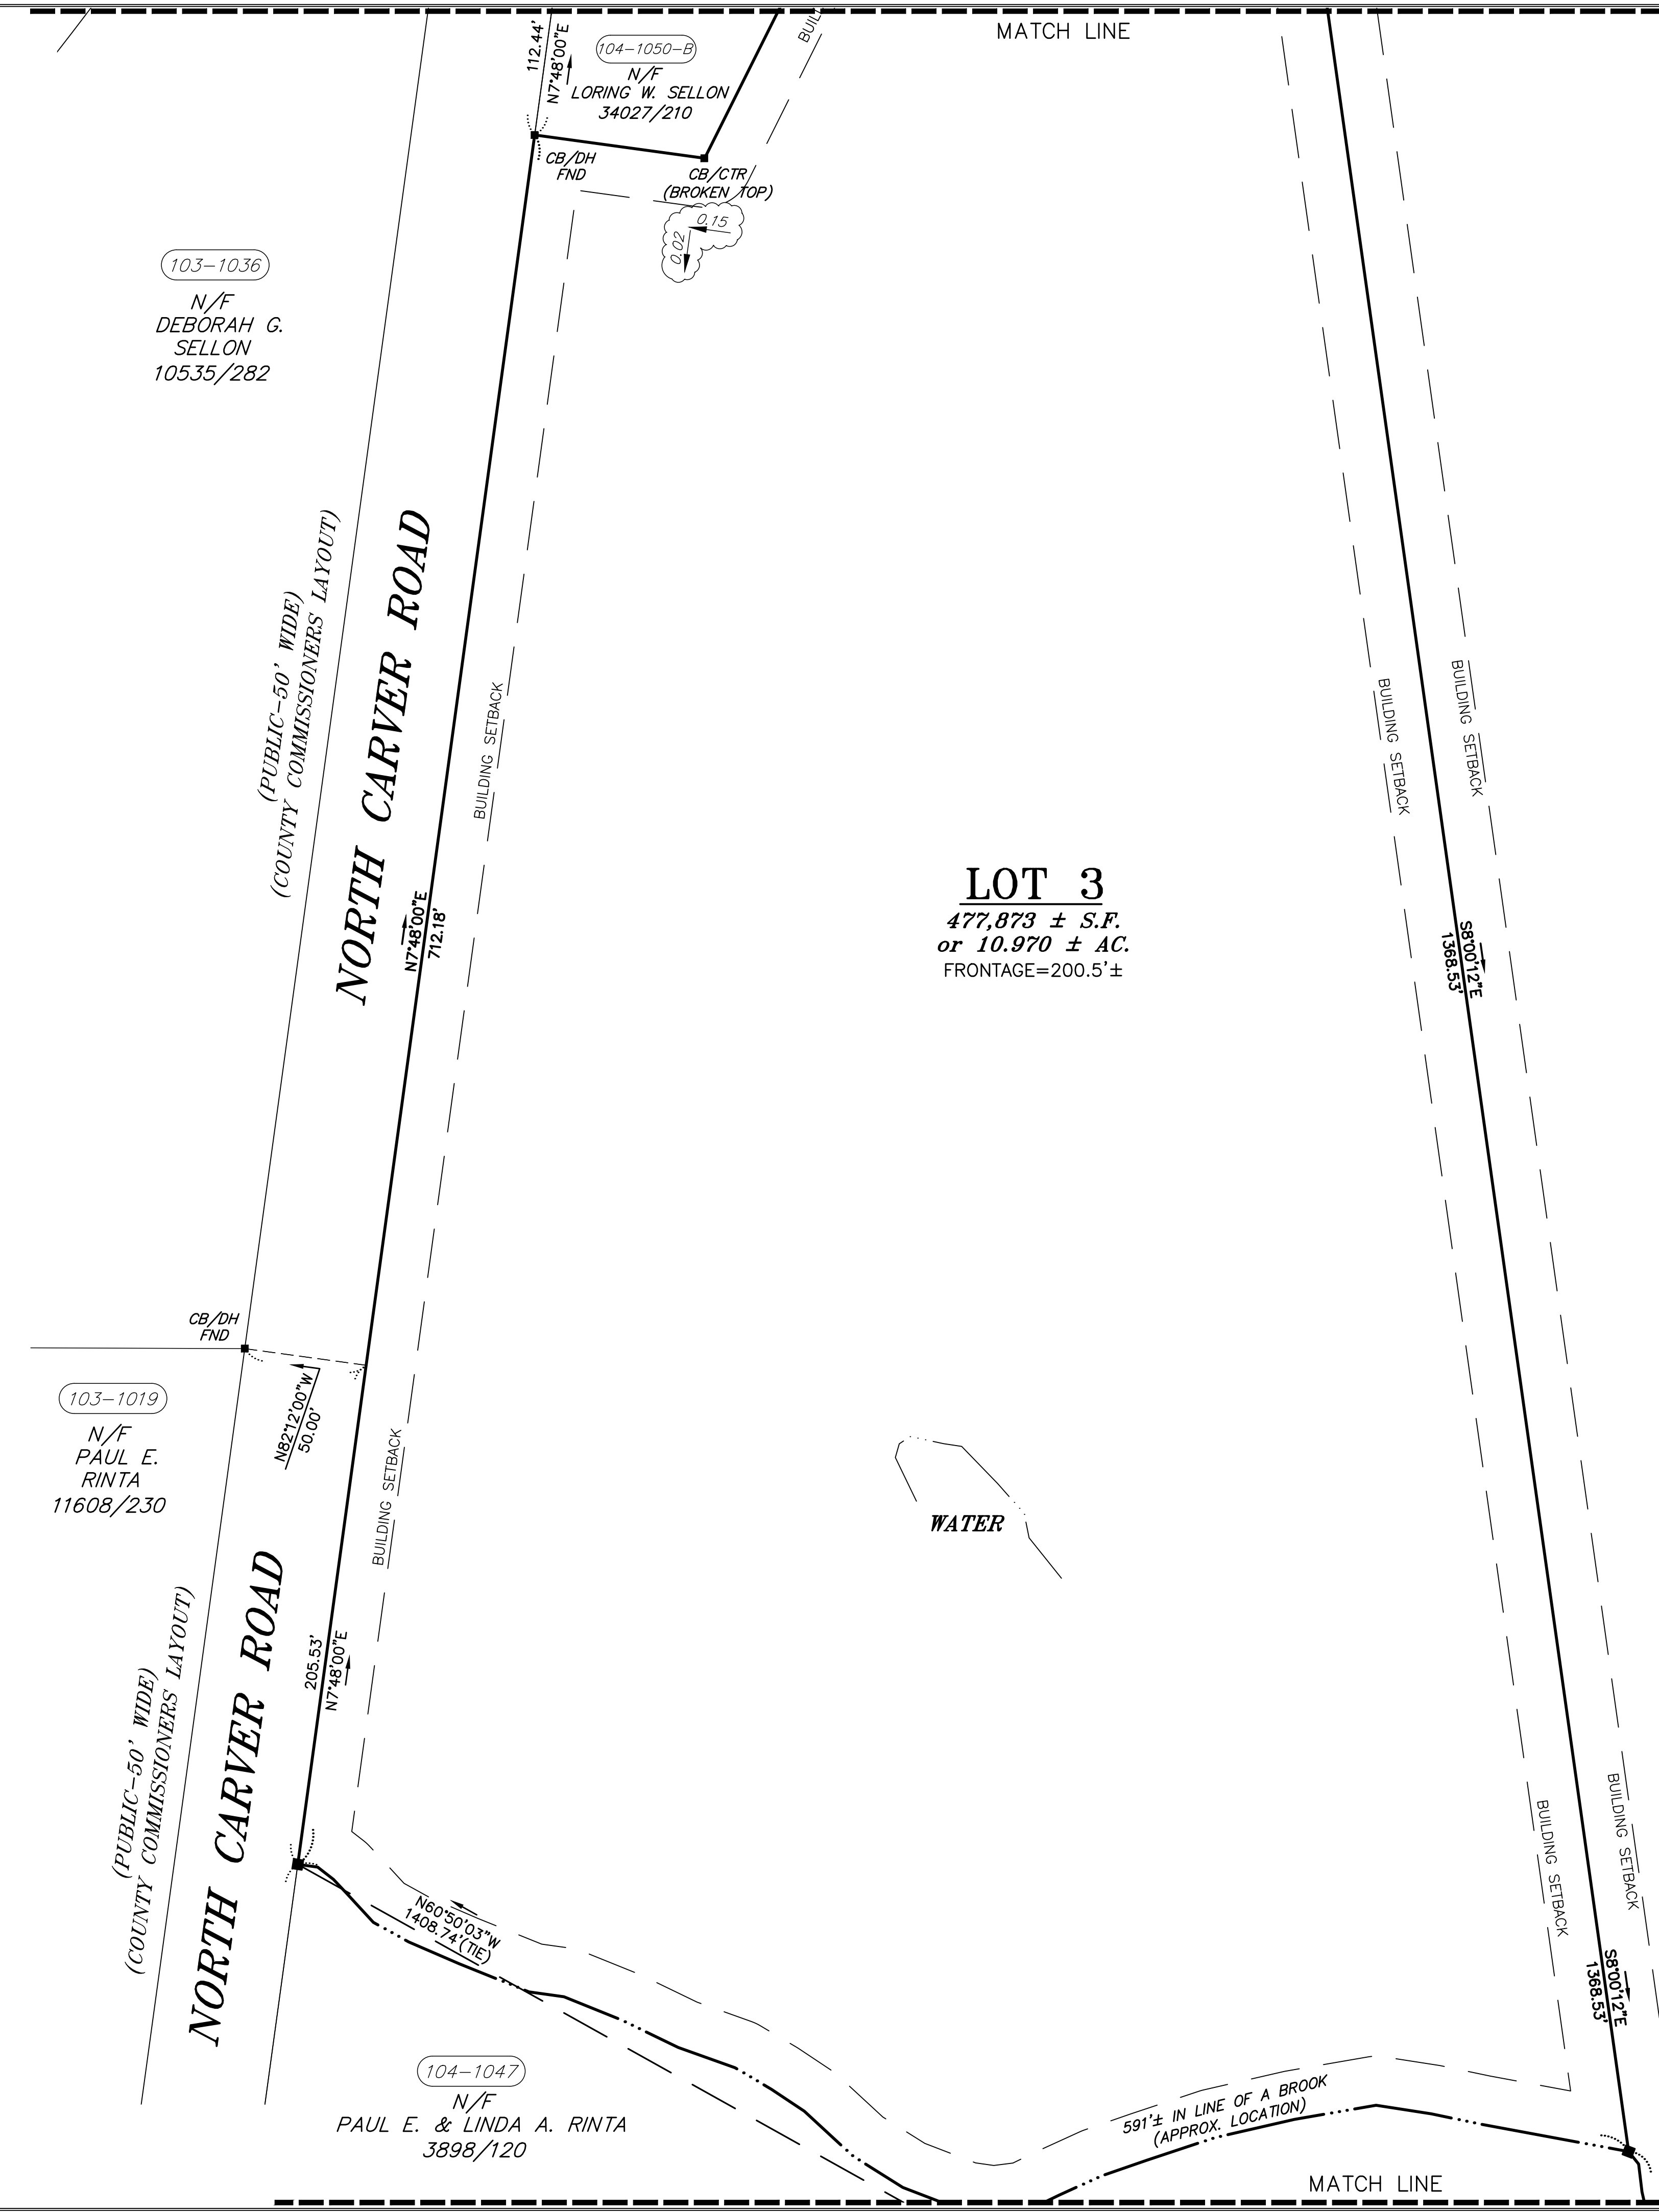 MATCH LINE
112.44'
N7°48'00"E
104-1050-B
N/F
LORING W. SELLON
34027/210
BUIL
CB/DH
FND
CB/CTR
(BROKEN TOP)
0.15
0.02
103-1036
N/F
DEBORAH G.
SELLON
10535/282
(PUBLIC-50' WIDE)
(COUNTY COMMISSIONERS LAYOUT)
NORTH CARVER ROAD
N7°48'00"E
712.18'
BUILDING SETBACK
BUILDING SETBACK
BUILDING SETBACK
LOT 3
477,873 ± S.F.
or 10.970 ± AC.
FRONTAGE=200.5'±
S8°00'12"E
1368.53'
CB/DH
FND
N82°12'00"W
50.00'
103-1019
N/F
PAUL E.
RINTA
11608/230
BUILDING SETBACK
WATER
(PUBLIC-50' WIDE)
(COUNTY COMMISSIONERS LAYOUT)
NORTH CARVER ROAD
205.53'
N7°48'00"E
BUILDING SETBACK
BUILDING SETBACK
N60°50'03"W
1408.74'(TIE)
S8°00'12"E
1368.53'
104-1047
N/F
PAUL E. & LINDA A. RINTA
3898/120
591'± IN LINE OF A BROOK
(APPROX. LOCATION)
MATCH LINE